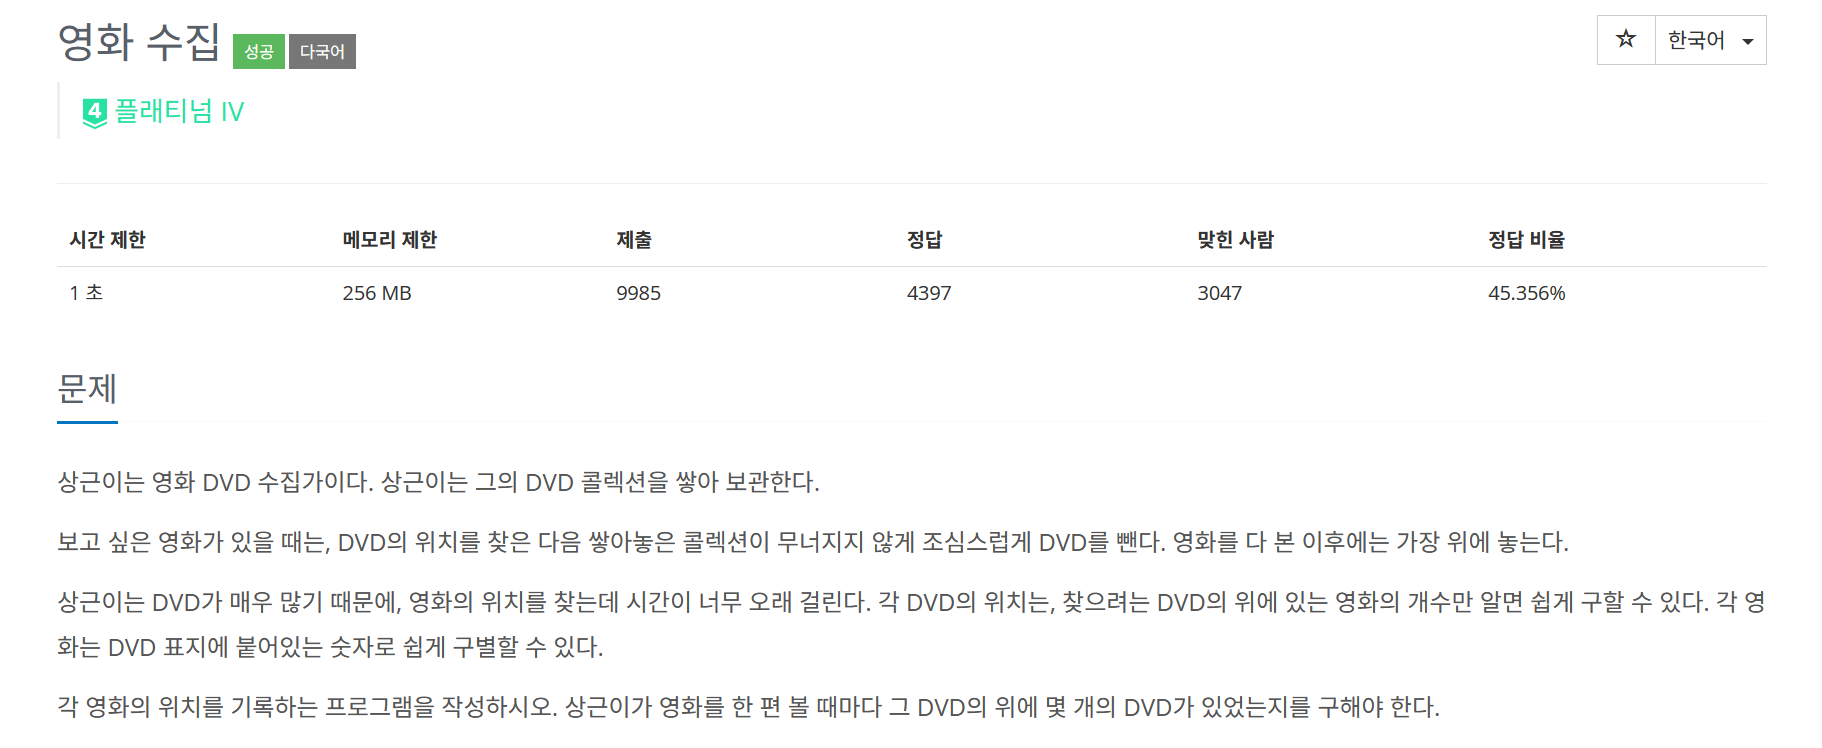 영화 수집 성공 다국어 ☆ 한국어
4 플래티넘 IV
시간 제한 메모리 제한 제출 정답 맞힌 사람 정답 비율
1 초 256 MB 9985 4397 3047 45.356%
문제
상근이는 영화 DVD 수집가이다. 상근이는 그의 DVD 콜렉션을 쌓아 보관한다.
보고 싶은 영화가 있을 때는, DVD의 위치를 찾은 다음 쌓아놓은 콜렉션이 무너지지 않게 조심스럽게 DVD를 뺀다. 영화를 다 본 이후에는 가장 위에 놓는다.
상근이는 DVD가 매우 많기 때문에, 영화의 위치를 찾는데 시간이 너무 오래 걸린다. 각 DVD의 위치는, 찾으려는 DVD의 위에 있는 영화의 개수만 알면 쉽게 구할 수 있다. 각 영
화는 DVD 표지에 붙어있는 숫자로 쉽게 구별할 수 있다.
각 영화의 위치를 기록하는 프로그램을 작성하시오. 상근이가 영화를 한 편 볼 때마다 그 DVD의 위에 몇 개의 DVD가 있었는지를 구해야 한다.